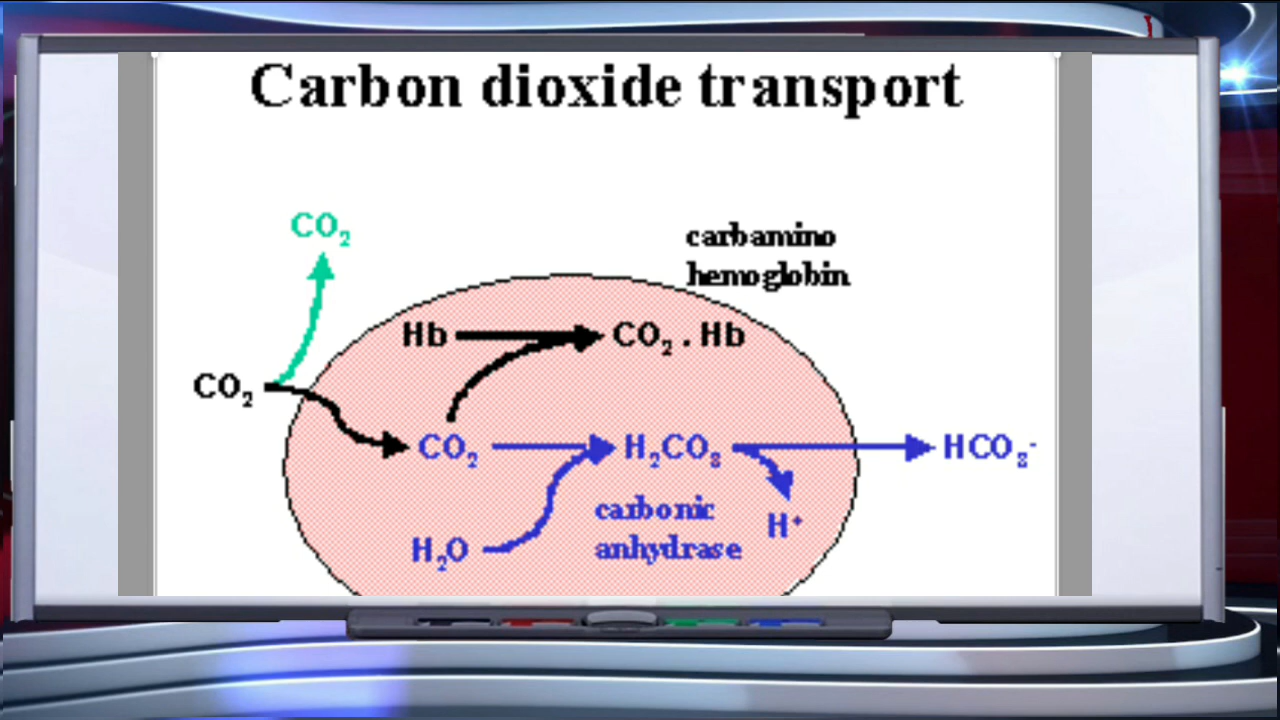 Carbon dioxide transport
CO₂
carbamino
hemoglobin
Hb
CO₂ . Hb
CO₂
CO₂
H₂CO₃
HCO₃⁻
carbonic
anhydrase
H⁺
H₂O